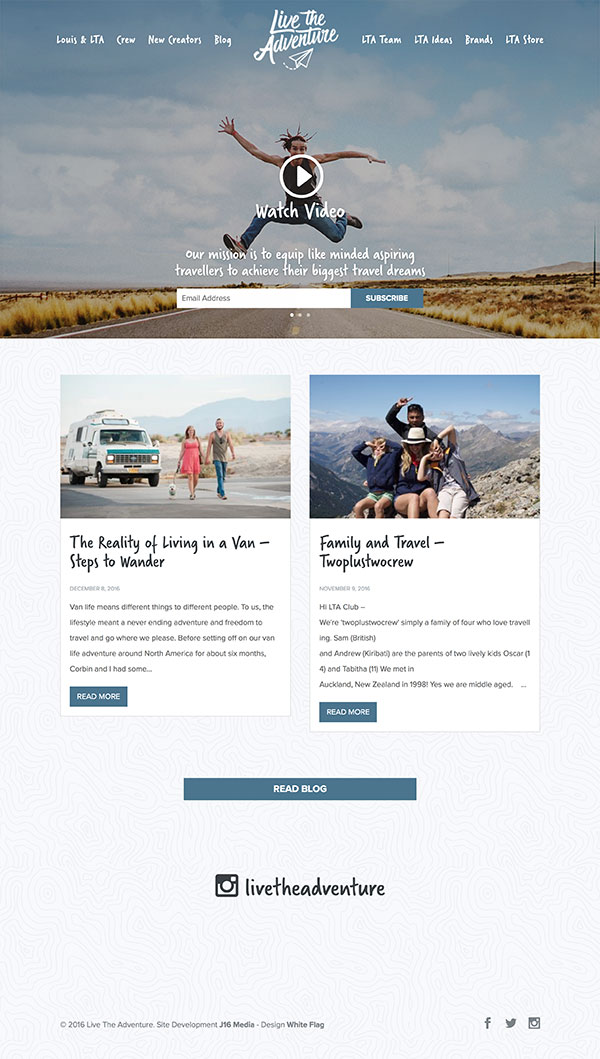 Louis & LTA Crew New Creators Blog Live the Adventure LTA Team LTA Ideas Brands LTA Store
Watch Video
Our mission is to equip like minded aspiring
travellers to achieve their biggest travel dreams
Email Address SUBSCRIBE
The Reality of Living in a Van –
Steps to Wander
DECEMBER 8, 2016
Van life means different things to different people. To us, the
lifestyle meant a never ending adventure and freedom to
travel and go where we please. Before setting off on our van
life adventure around North America for about six months,
Corbin and I had some...
READ MORE
Family and Travel –
Twoplustwocrew
NOVEMBER 9, 2016
Hi LTA Club –
We're 'twoplustwocrew' simply a family of four who love travell
ing. Sam (British)
and Andrew (Kiribati) are the parents of two lively kids Oscar (1
4) and Tabitha (11) We met in
Auckland, New Zealand in 1998! Yes we are middle aged. ...
READ MORE
READ BLOG
livetheadventure
© 2016 Live The Adventure. Site Development J16 Media - Design White Flag